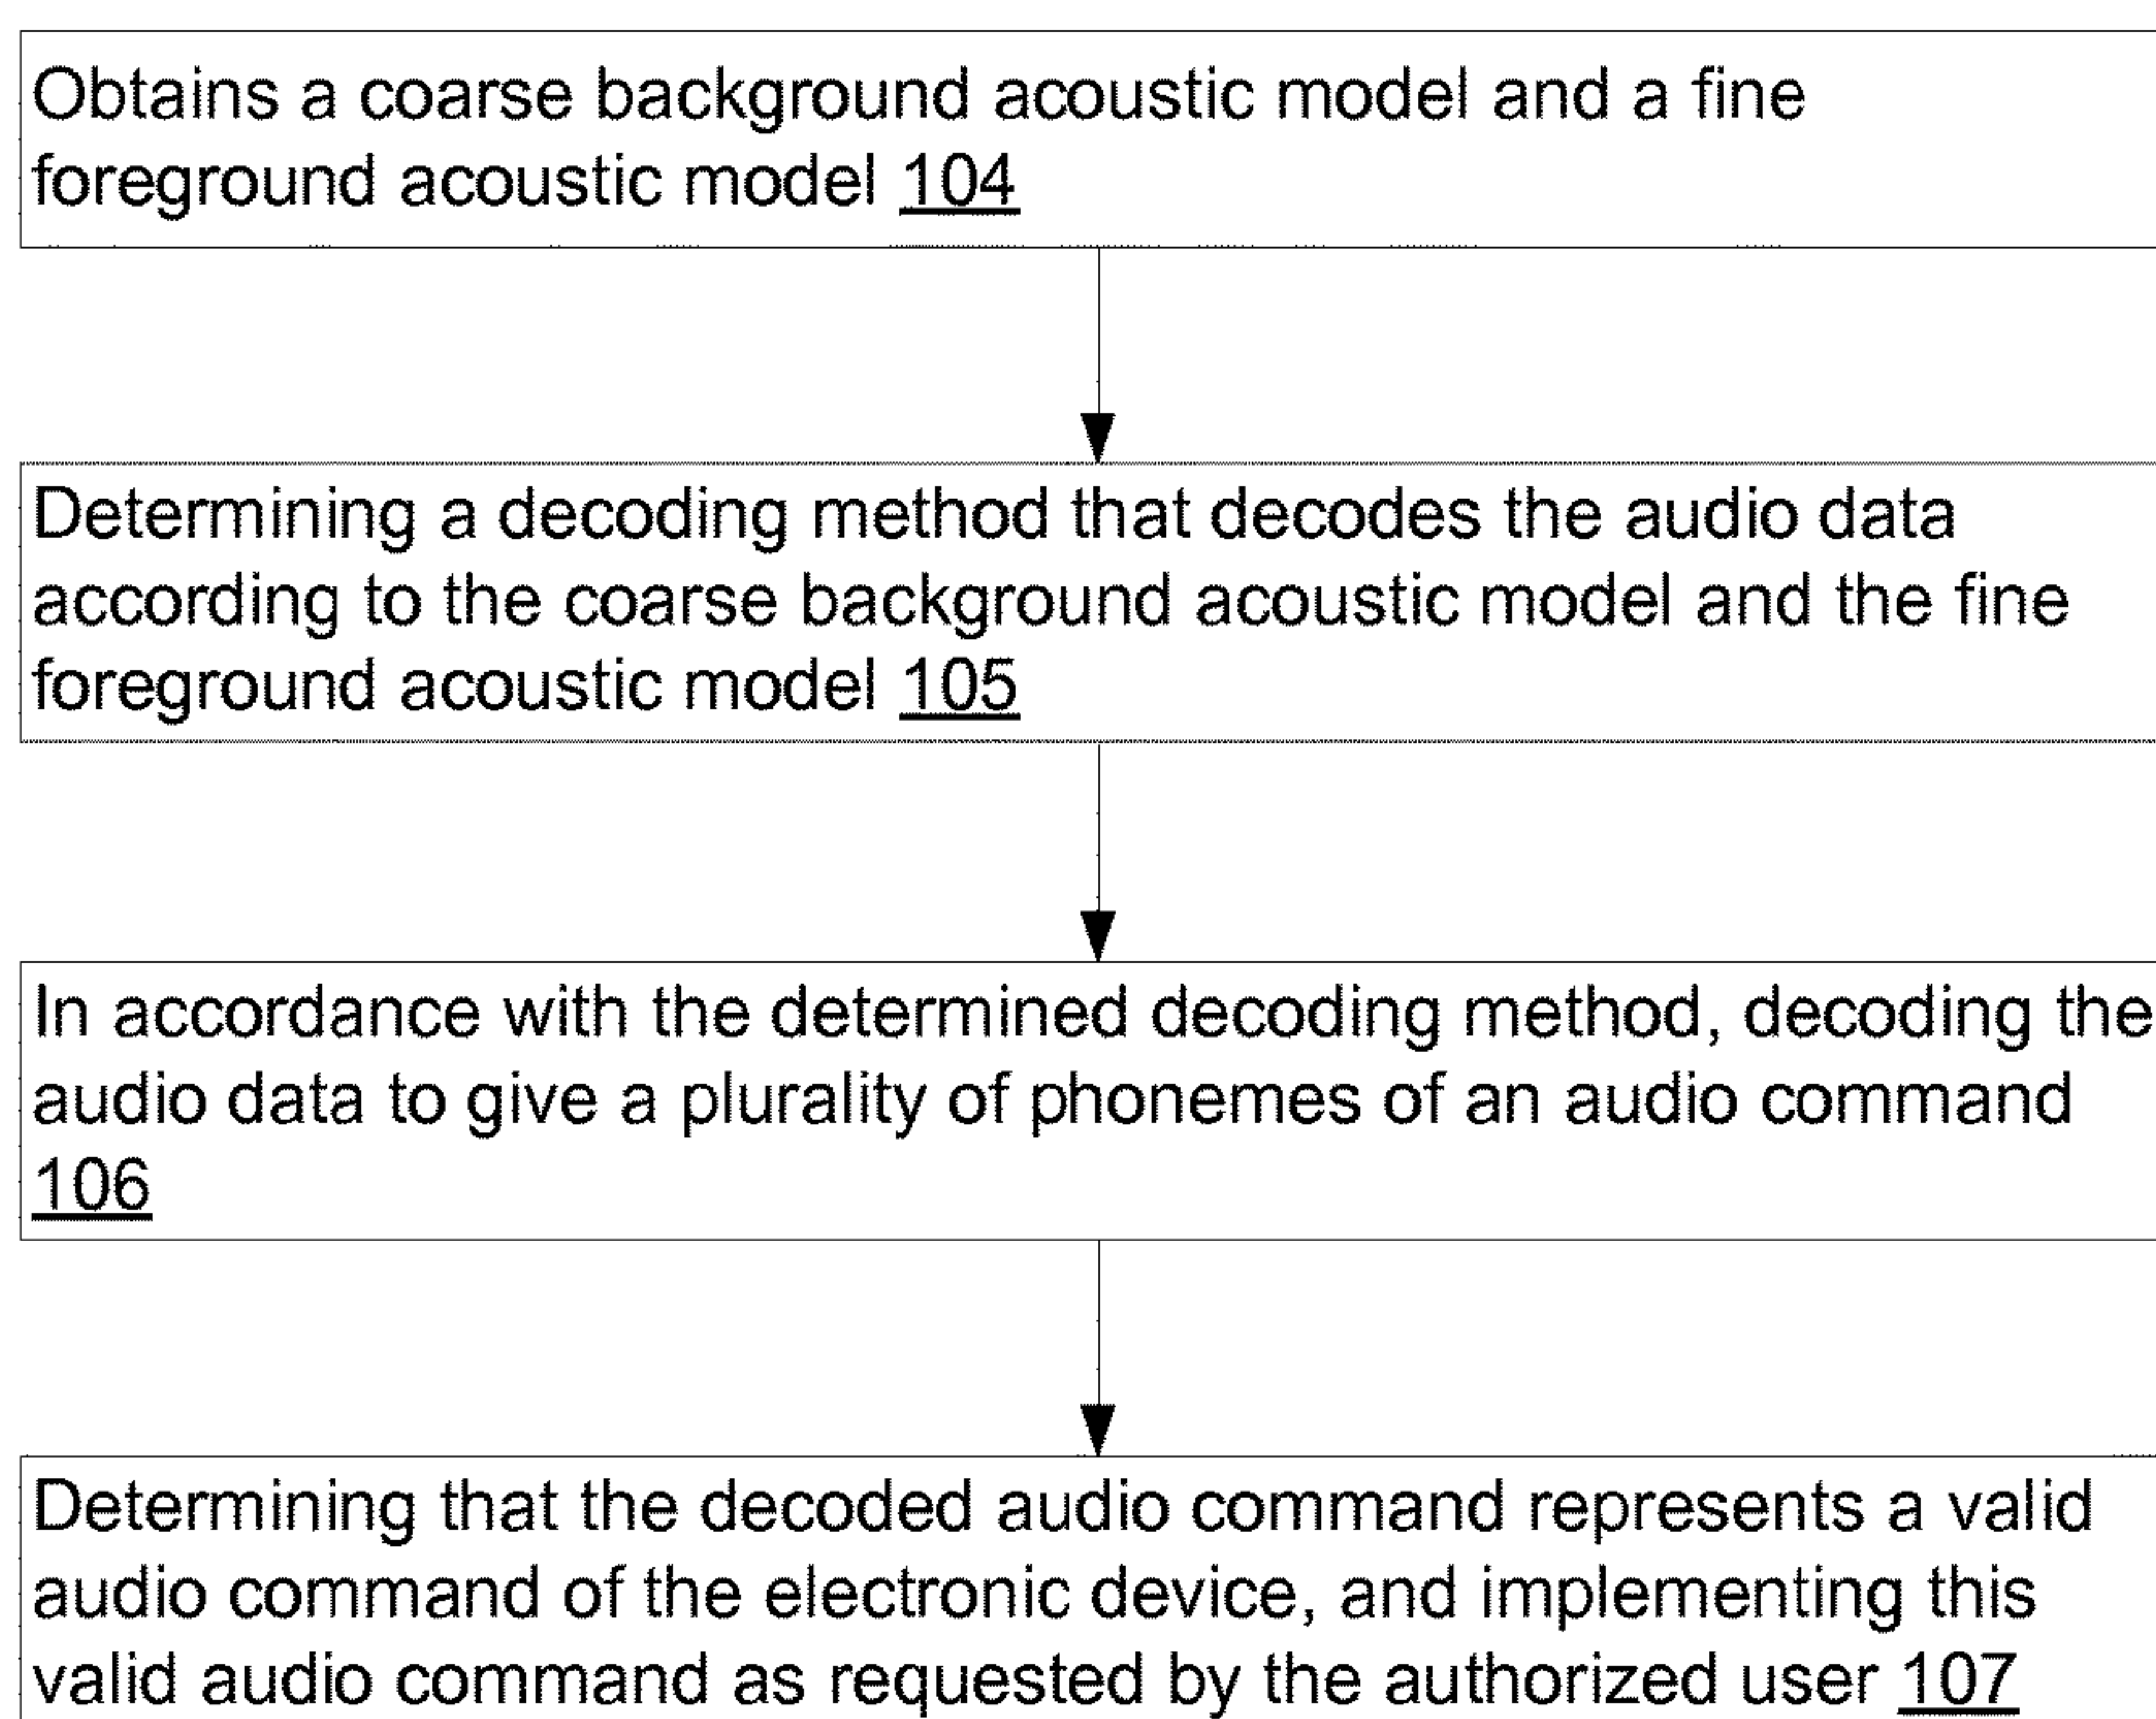 Obtains a coarse background acoustic model and a fine
foreground acoustic model 104
Determining a decoding method that decodes the audio data
according to the coarse background acoustic model and the fine
foreground acoustic model 105
In accordance with the determined decoding method, decoding the
audio data to give a plurality of phonemes of an audio command
106
Determining that the decoded audio command represents a valid
audio command of the electronic device, and implementing this
valid audio command as requested by the authorized user 107